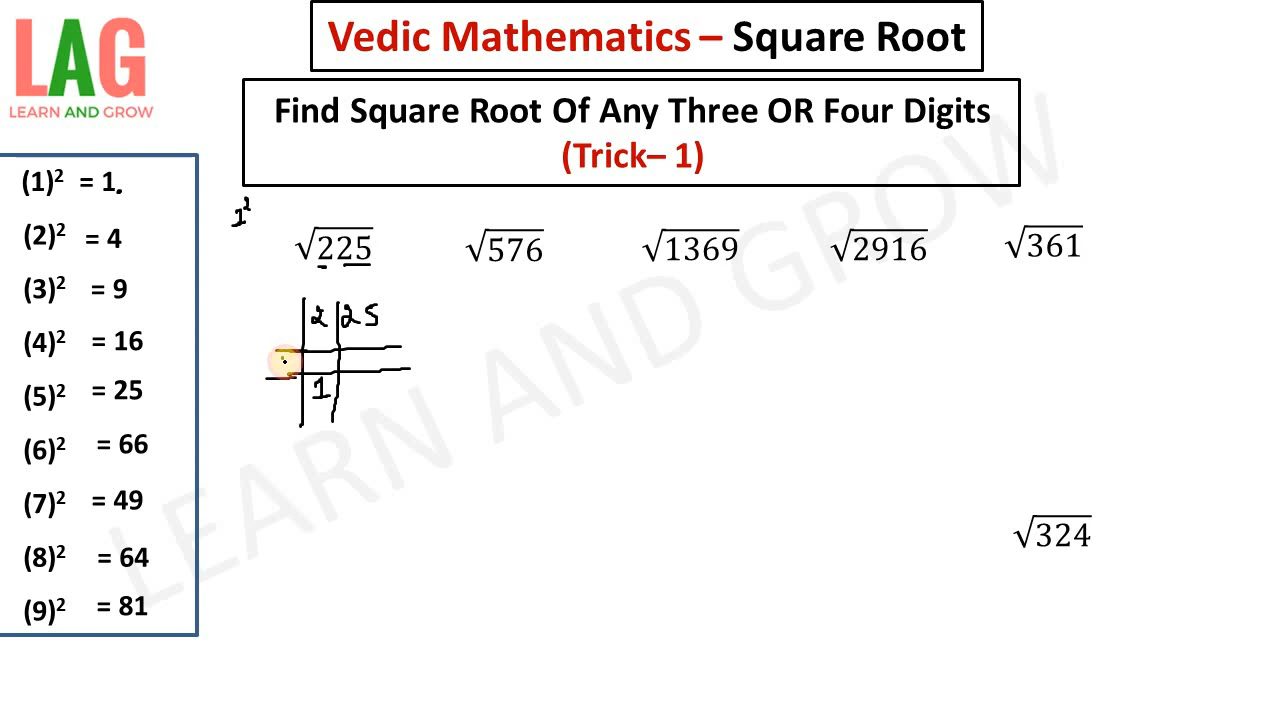 LAG
LEARN AND GROW
Vedic Mathematics – Square Root
Find Square Root Of Any Three OR Four Digits
(Trick– 1)
(1)² = 1
(2)² = 4
(3)² = 9
(4)² = 16
(5)² = 25
(6)² = 66
(7)² = 49
(8)² = 64
(9)² = 81
1²
√225 √576 √1369 √2916 √361
2 25
1
√324
LEARN AND GROW